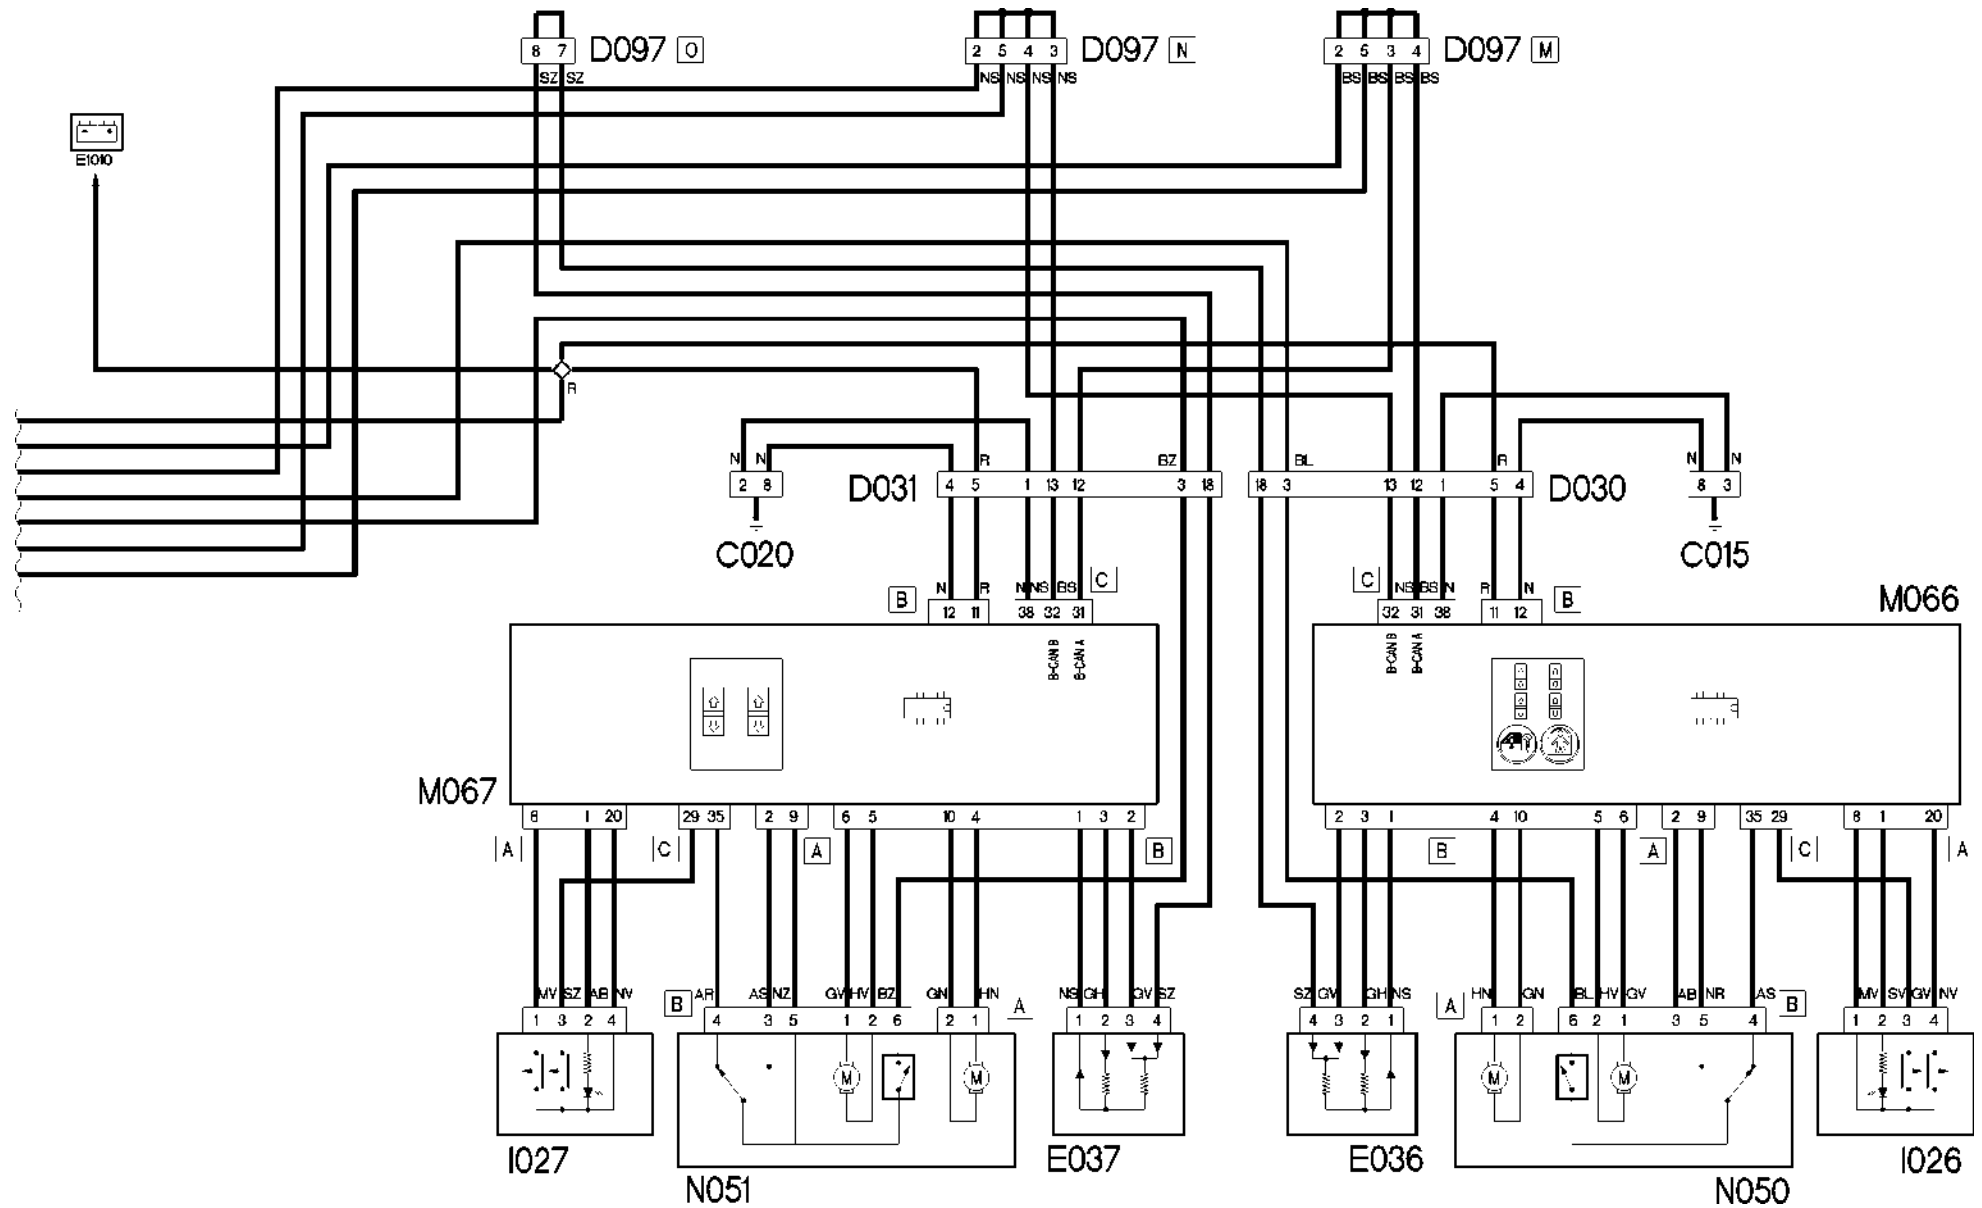 8 7 D097 O
2 5 4 3 D097 N
2 5 3 4 D097 M
SZ SZ
NS NS NS NS
BS BS BS BS
E1010
R
N N R BZ BL R N N
2 8 D031 4 5 1 13 12 3 18
18 3 13 12 1 5 4 D030 8 3
C020
C015
B N R N NS BS C
C NS BS N R N B
M066
12 11 38 32 31
32 31 38 11 12
B-CAN B B-CAN A
B-CAN B B-CAN A
M067
8 1 20 29 35 2 9 6 5 10 4 1 3 2
2 3 1 4 10 5 6 2 9 35 29 8 1 20
A C A B
B A C A
MV SZ AB NV B AR AS NZ GV HV BZ GN HN A NS GH GV SZ
SZ GV GH NS A HN GN BL HV GV AB NR AS B MV SV GV NV
1 3 2 4 4 3 5 1 2 6 2 1 1 2 3 4
4 3 2 1 1 2 6 2 1 3 5 4 1 2 3 4
M M
M M
I027
N051
E037
E036
N050
I026